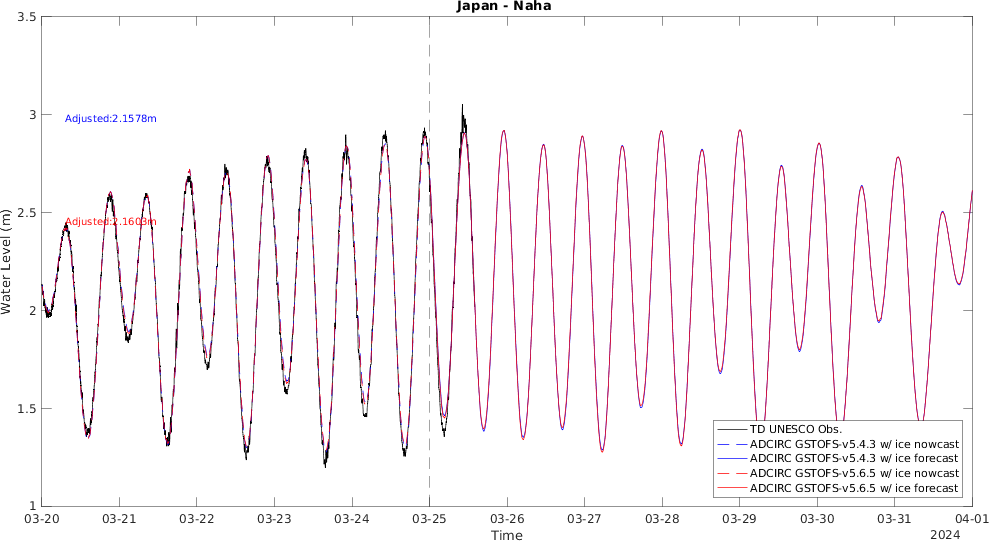 Japan - Naha
3.5
3
2.5
2
1.5
1
Water Level (m)
Adjusted:2.1578m
Adjusted:2.1603m
TD UNESCO Obs.
ADCIRC GSTOFS-v5.4.3 w/ ice nowcast
ADCIRC GSTOFS-v5.4.3 w/ ice forecast
ADCIRC GSTOFS-v5.6.5 w/ ice nowcast
ADCIRC GSTOFS-v5.6.5 w/ ice forecast
03-20 03-21 03-22 03-23 03-24 03-25 03-26 03-27 03-28 03-29 03-30 03-31 04-01
Time
2024